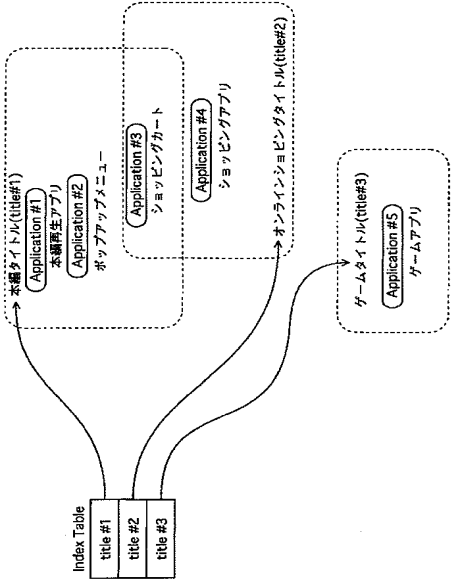 Index Table
title #1
title #2
title #3
本編タイトル(title#1)
Application #1
本編再生アプリ
Application #2
ポップアップメニュー
Application #3
ショッピングカート
Application #4
ショッピングアプリ
オンラインショッピングタイトル(title#2)
ゲームタイトル(title#3)
Application #5
ゲームアプリ